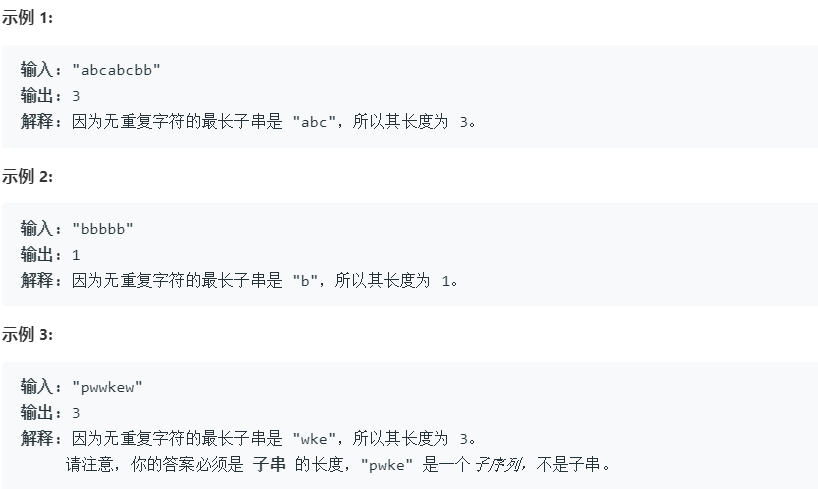 示例 1:
输入: "abcabcbb"
输出: 3
解释: 因为无重复字符的最长子串是 "abc"，所以其长度为 3。
示例 2:
输入: "bbbbb"
输出: 1
解释: 因为无重复字符的最长子串是 "b"，所以其长度为 1。
示例 3:
输入: "pwwkew"
输出: 3
解释: 因为无重复字符的最长子串是 "wke"，所以其长度为 3。
请注意，你的答案必须是 子串 的长度，"pwke" 是一个子序列，不是子串。